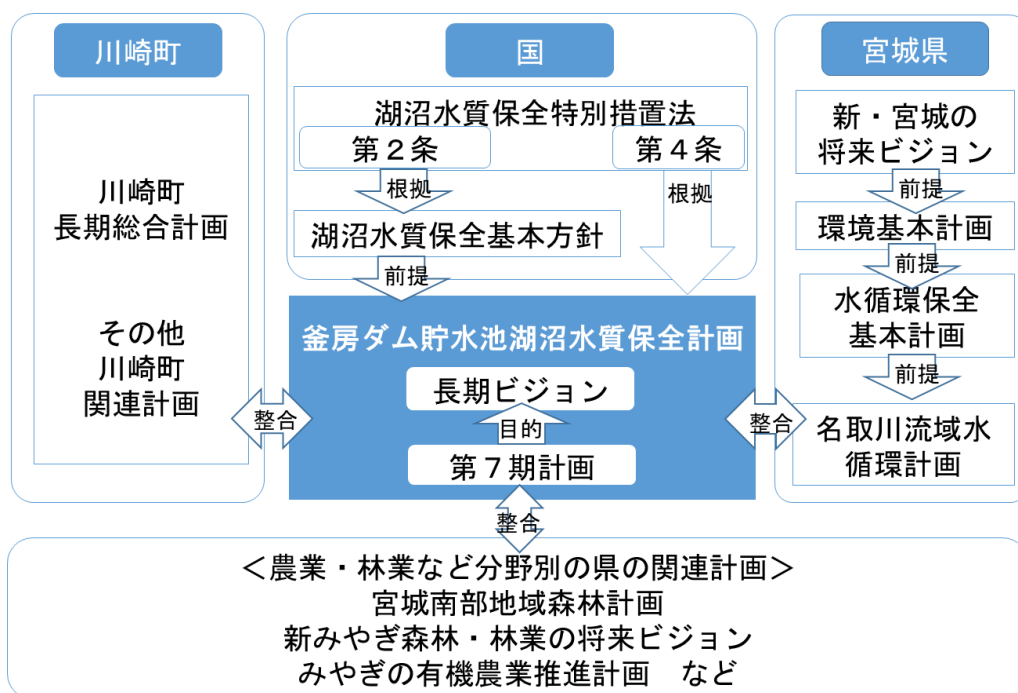 川崎町
川崎町
長期総合計画
その他
川崎町
関連計画
国
湖沼水質保全特別措置法
第２条
第４条
根拠
根拠
湖沼水質保全基本方針
前提
宮城県
新・宮城の
将来ビジョン
前提
環境基本計画
前提
水循環保全
基本計画
前提
名取川流域水
循環計画
釜房ダム貯水池湖沼水質保全計画
長期ビジョン
目的
第７期計画
整合
整合
整合
＜農業・林業など分野別の県の関連計画＞
宮城南部地域森林計画
新みやぎ森林・林業の将来ビジョン
みやぎの有機農業推進計画　など